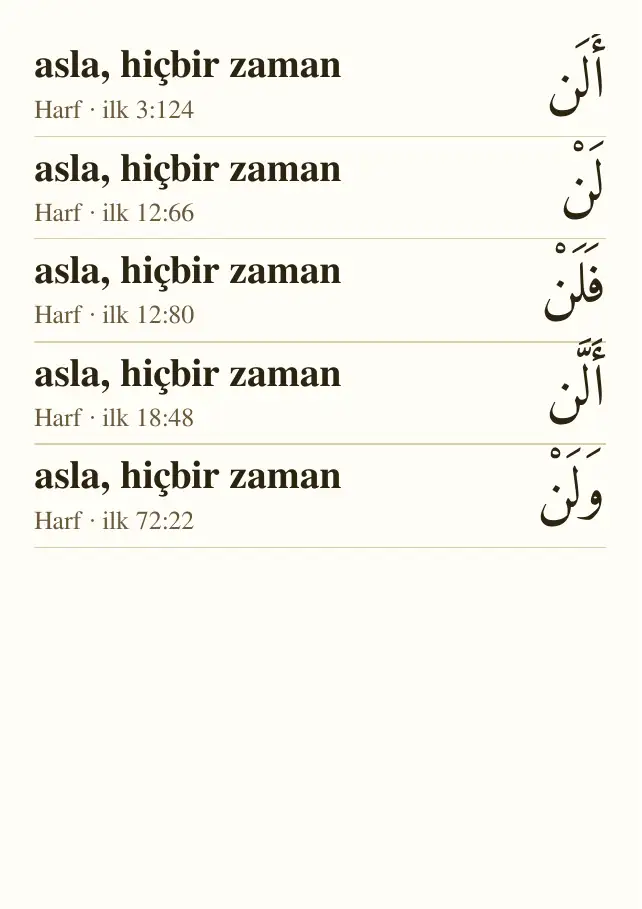 asla, hiçbir zaman أَلَن
Harf · ilk 3:124
asla, hiçbir zaman لَنْ
Harf · ilk 12:66
asla, hiçbir zaman فَلَنْ
Harf · ilk 12:80
asla, hiçbir zaman أَلَّن
Harf · ilk 18:48
asla, hiçbir zaman وَلَنْ
Harf · ilk 72:22